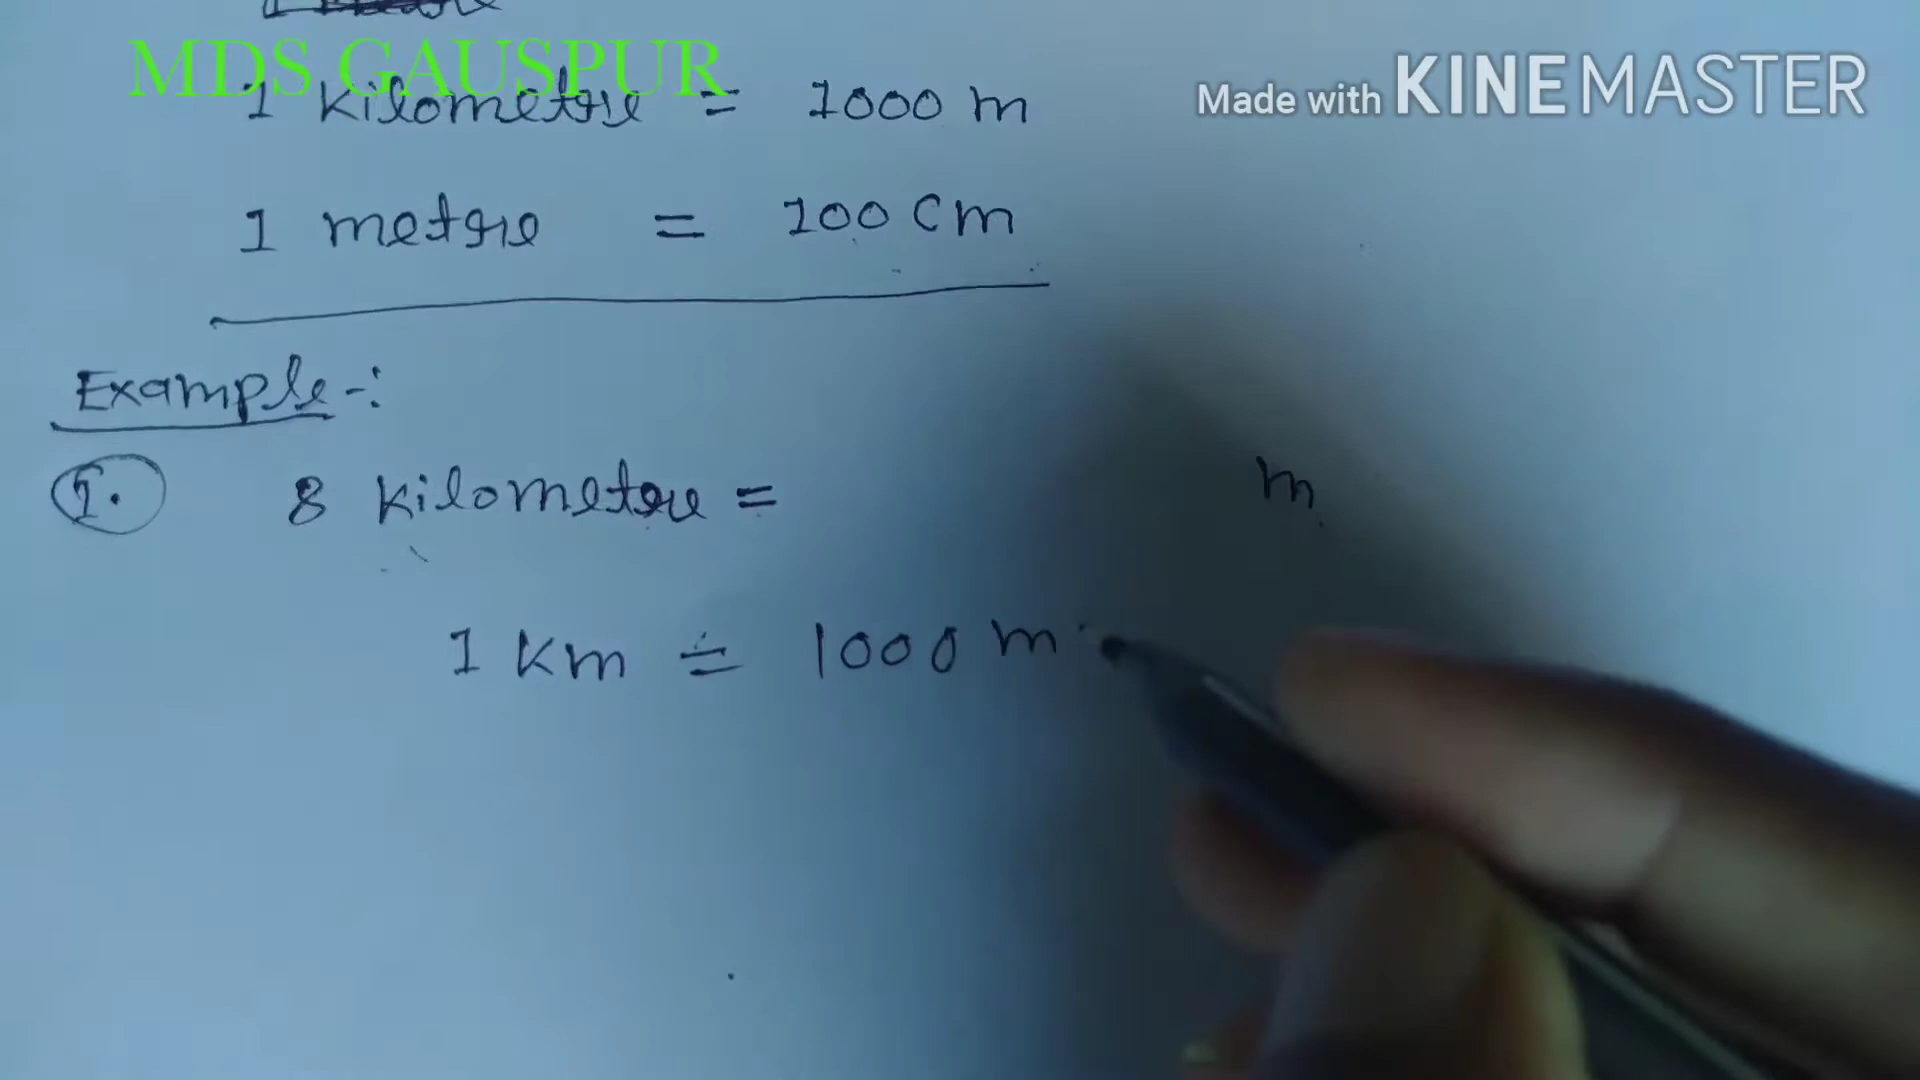 MDS GAUSPUR
Made with KINEMASTER
1 Kilometre = 1000 m
1 metre = 100 cm
Example -:
1. 8 kilometre = m
1 Km = 1000 m